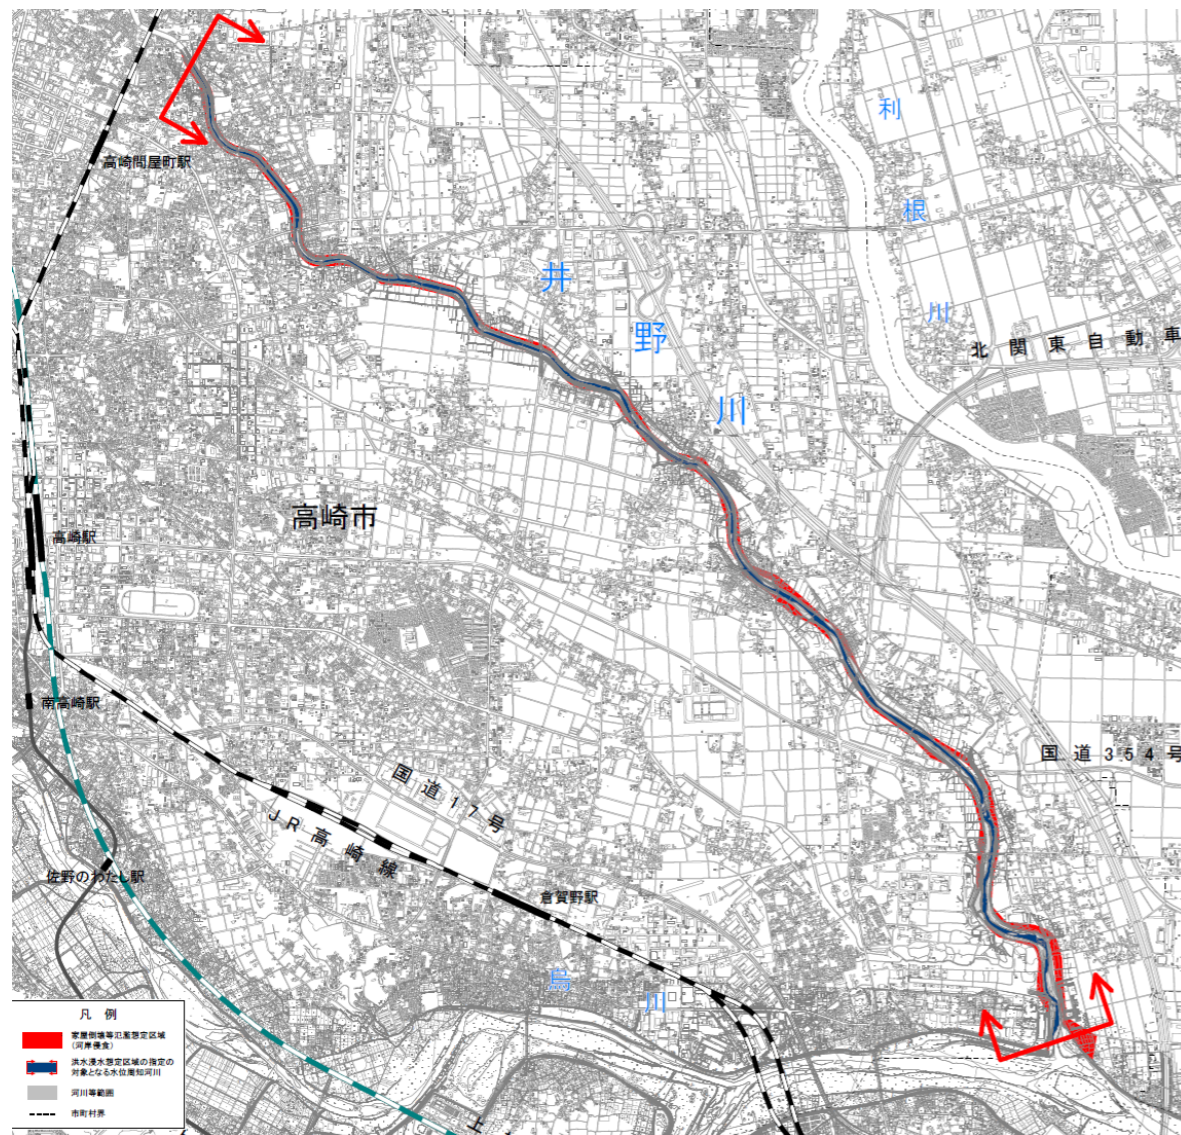 利
根
川
高崎問屋町駅
井
野
川
北関東自動車
高崎市
高崎駅
南高崎駅
国道354号
国道17号
JR高崎線
佐野のわたし駅
倉賀野駅
烏
川
凡例
家屋倒壊等氾濫想定区域
(河岸侵食)
洪水浸水想定区域の指定の
対象となる水位周知河川
河川等範囲
市町村界
上